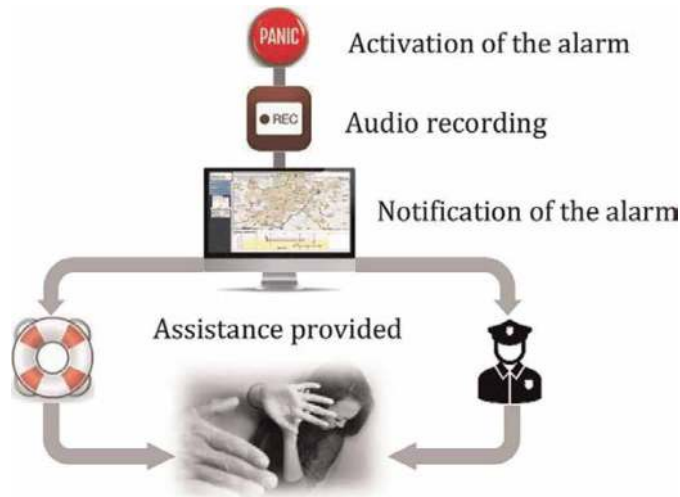 PANIC
Activation of the alarm
REC
Audio recording
Notification of the alarm
Assistance provided